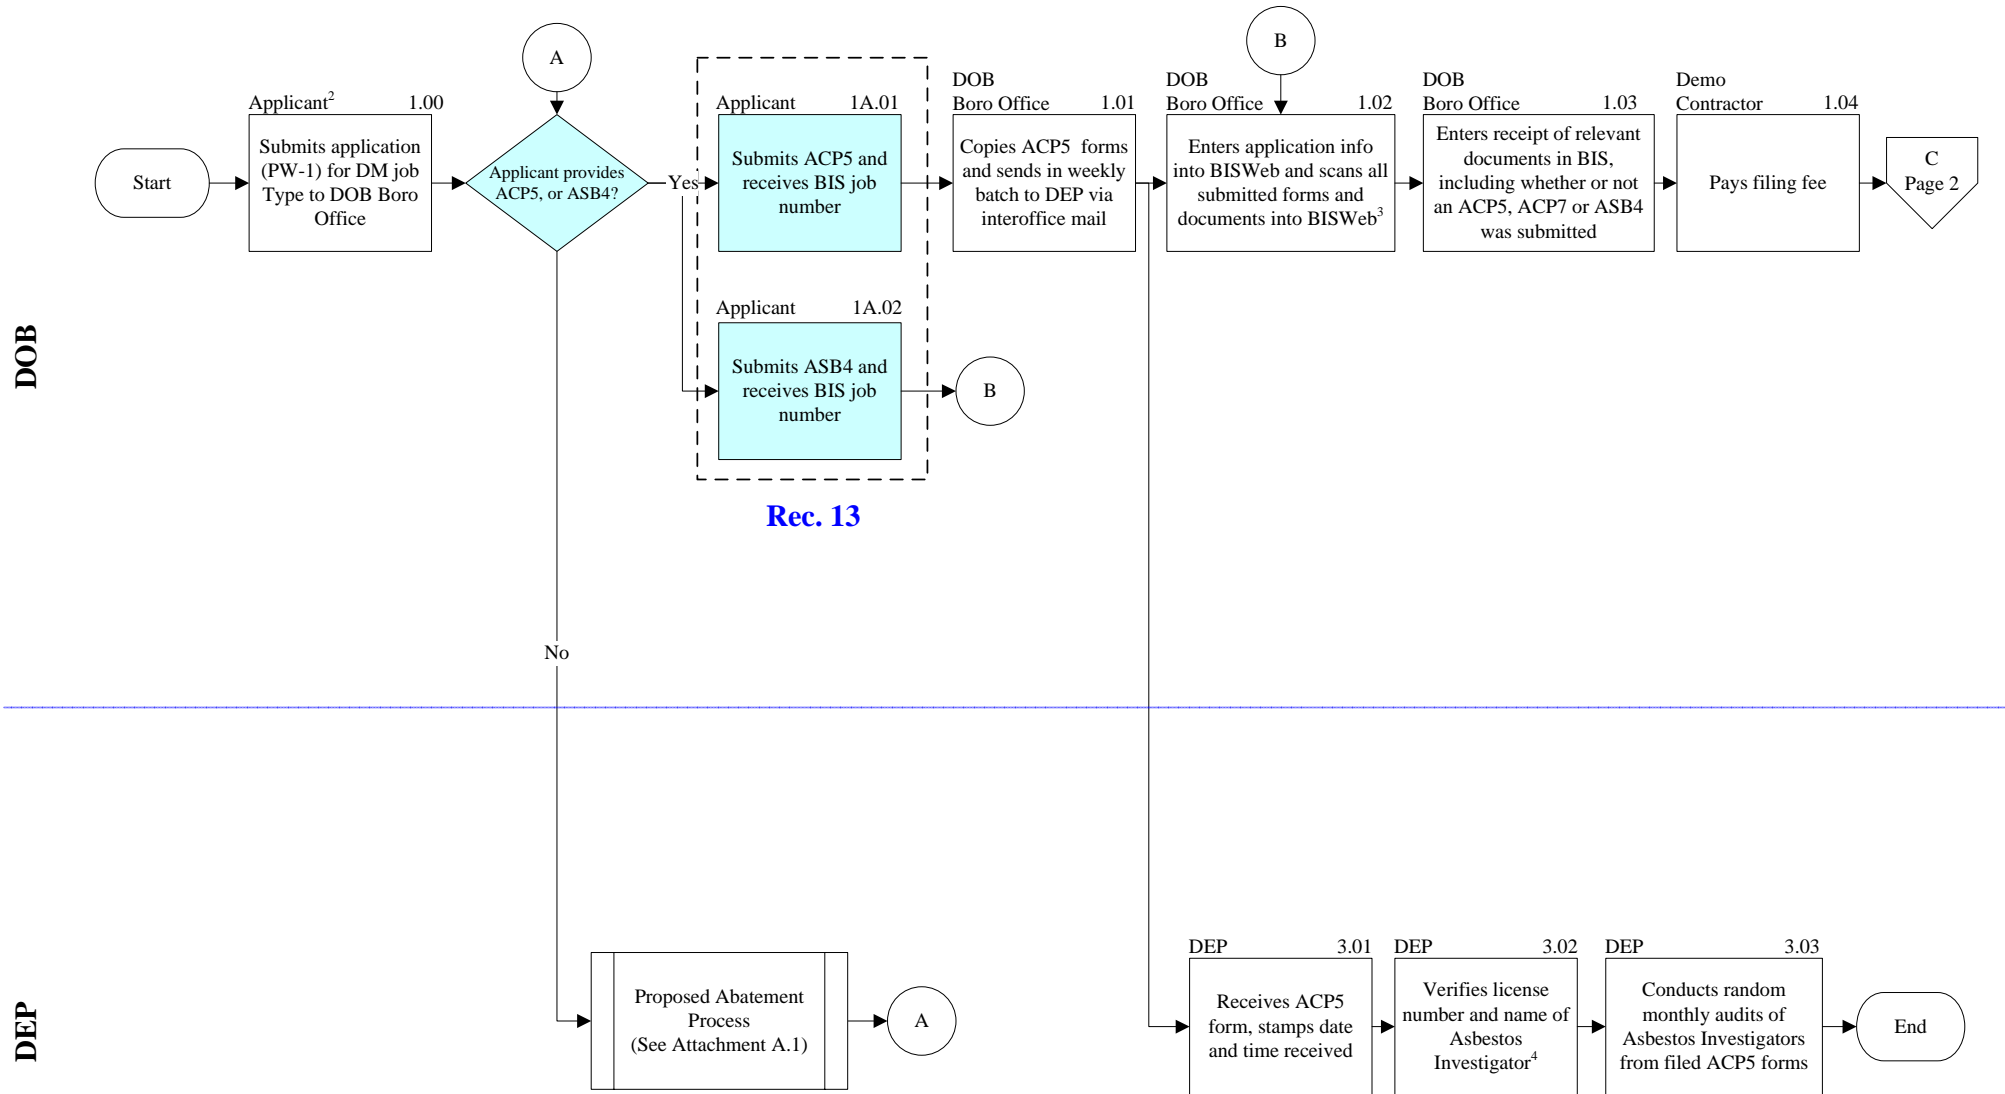 A
B
Applicant2 1.00
Submits application
(PW-1) for DM job
Type to DOB Boro
Office
Start
Applicant provides
ACP5, or ASB4?
Yes
Applicant 1A.01
Submits ACP5 and
receives BIS job
number
DOB
Boro Office 1.01
Copies ACP5 forms
and sends in weekly
batch to DEP via
interoffice mail
DOB
Boro Office 1.02
Enters application info
into BISWeb and scans all
submitted forms and
documents into BISWeb3
DOB
Boro Office 1.03
Enters receipt of relevant
documents in BIS,
including whether or not
an ACP5, ACP7 or ASB4
was submitted
Demo
Contractor 1.04
Pays filing fee
C
Page 2
DOB
Applicant 1A.02
Submits ASB4 and
receives BIS job
number
B
Rec. 13
No
DEP
Proposed Abatement
Process
(See Attachment A.1)
A
DEP 3.01
Receives ACP5
form, stamps date
and time received
DEP 3.02
Verifies license
number and name of
Asbestos
Investigator4
DEP 3.03
Conducts random
monthly audits of
Asbestos Investigators
from filed ACP5 forms
End